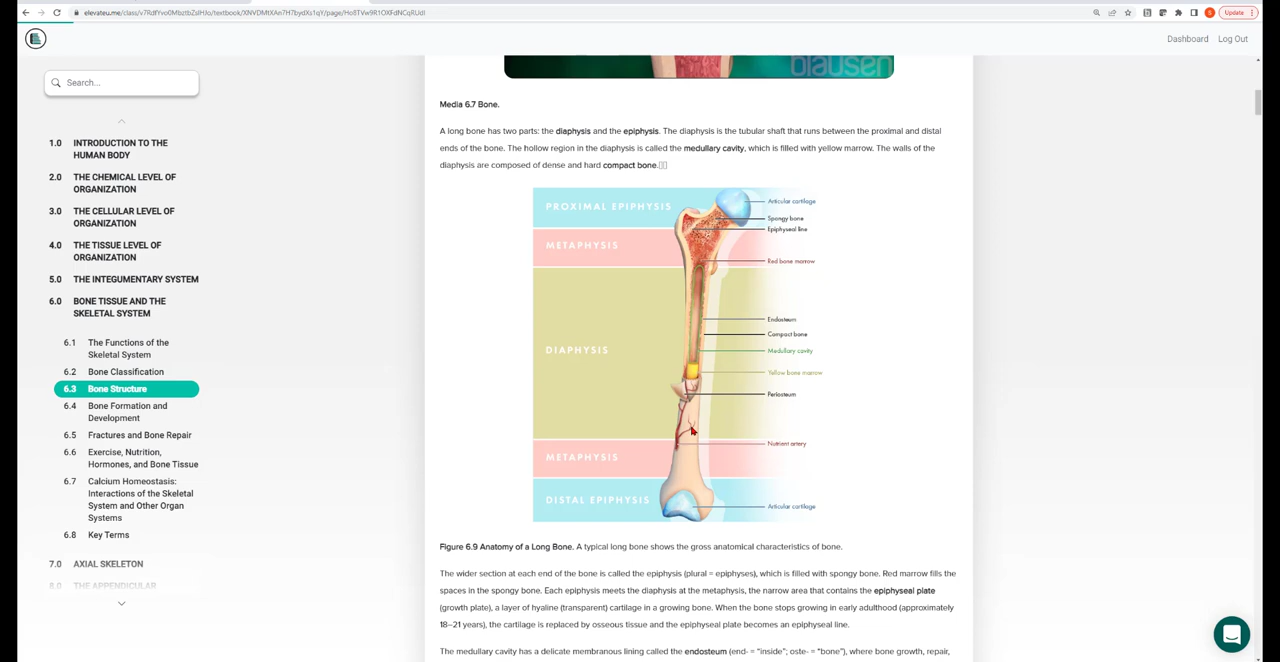 elevateu.me/class/v7RdfYvo0MbztbZslHJo/textbook/XNVDMtXAn7H7bydXs1qY/page/Ho8TVw9R1OXFdNCqRUdl
S
Update
Dashboard
Log Out
Search...
1.0 INTRODUCTION TO THE
HUMAN BODY
2.0 THE CHEMICAL LEVEL OF
ORGANIZATION
3.0 THE CELLULAR LEVEL OF
ORGANIZATION
4.0 THE TISSUE LEVEL OF
ORGANIZATION
5.0 THE INTEGUMENTARY SYSTEM
6.0 BONE TISSUE AND THE
SKELETAL SYSTEM
6.1 The Functions of the
Skeletal System
6.2 Bone Classification
6.3 Bone Structure
6.4 Bone Formation and
Development
6.5 Fractures and Bone Repair
6.6 Exercise, Nutrition,
Hormones, and Bone Tissue
6.7 Calcium Homeostasis:
Interactions of the Skeletal
System and Other Organ
Systems
6.8 Key Terms
7.0 AXIAL SKELETON
8.0 THE APPENDICULAR
blausen
Media 6.7 Bone.
A long bone has two parts: the diaphysis and the epiphysis. The diaphysis is the tubular shaft that runs between the proximal and distal
ends of the bone. The hollow region in the diaphysis is called the medullary cavity, which is filled with yellow marrow. The walls of the
diaphysis are composed of dense and hard compact bone.
PROXIMAL EPIPHYSIS
METAPHYSIS
DIAPHYSIS
METAPHYSIS
DISTAL EPIPHYSIS
Articular cartilage
Spongy bone
Epiphyseal line
Red bone marrow
Endosteum
Compact bone
Medullary cavity
Yellow bone marrow
Periosteum
Nutrient artery
Articular cartilage
Figure 6.9 Anatomy of a Long Bone. A typical long bone shows the gross anatomical characteristics of bone.
The wider section at each end of the bone is called the epiphysis (plural = epiphyses), which is filled with spongy bone. Red marrow fills the
spaces in the spongy bone. Each epiphysis meets the diaphysis at the metaphysis, the narrow area that contains the epiphyseal plate
(growth plate), a layer of hyaline (transparent) cartilage in a growing bone. When the bone stops growing in early adulthood (approximately
18–21 years), the cartilage is replaced by osseous tissue and the epiphyseal plate becomes an epiphyseal line.
The medullary cavity has a delicate membranous lining called the endosteum (end- = "inside"; oste- = "bone"), where bone growth, repair,